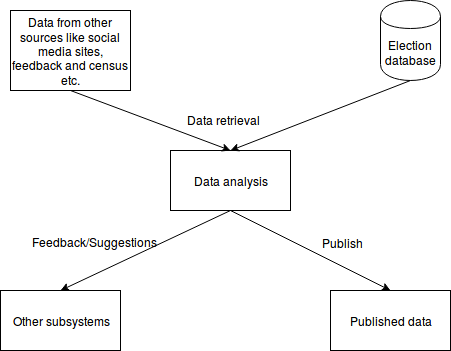 Data from other
sources like social
media sites,
feedback and census
etc.
Election
database
Data retrieval
Data analysis
Feedback/Suggestions
Publish
Other subsystems
Published data